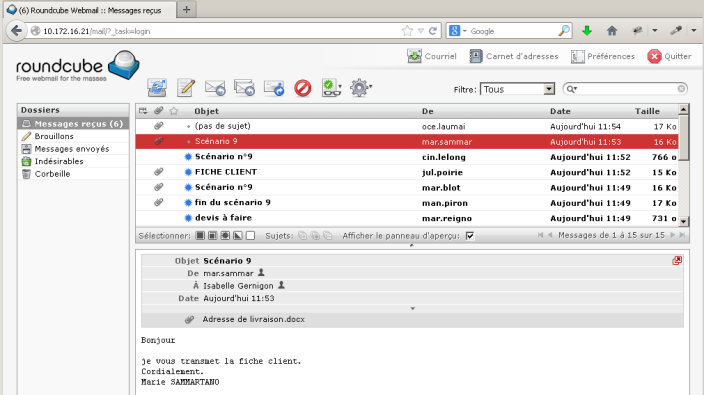 (6) Roundcube Webmail :: Messages reçus
10.172.16.21/mail/?_task=login
Google
Courriel Carnet d'adresses Préférences Quitter
roundcube
Free webmail for the masses
Filtre: Tous
Dossiers
Messages reçus (6)
Brouillons
Messages envoyés
Indésirables
Corbeille
Objet De Date Taille
(pas de sujet) oce.laumai Aujourd'hui 11:54 17 Ko
Scénario 9 mar.sammar Aujourd'hui 11:53 16 Ko
Scénario n°9 cin.lelong Aujourd'hui 11:52 766 o
FICHE CLIENT jul.poirie Aujourd'hui 11:52 15 Ko
Scénario n°9 mar.blot Aujourd'hui 11:49 16 Ko
fin du scénario 9 man.piron Aujourd'hui 11:49 17 Ko
devis à faire mar.reigno Aujourd'hui 11:49 731 o
Sélectionner: Sujets: Afficher le panneau d'aperçu: Messages de 1 à 15 sur 15
Objet Scénario 9
De mar.sammar
À Isabelle Gernigon
Date Aujourd'hui 11:53
Adresse de livraison.docx
Bonjour
je vous transmet la fiche client.
Cordialement.
Marie SAMMARTANO